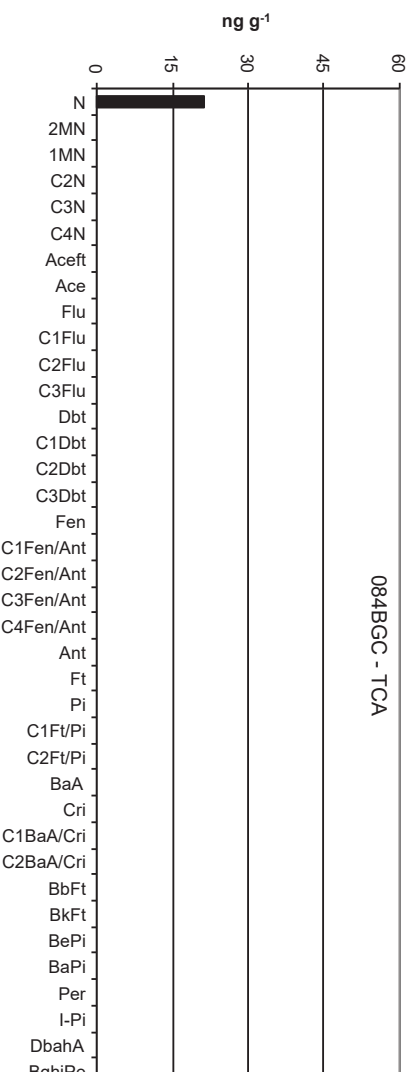 ng g-1
0
15
30
45
60
N
2MN
1MN
C2N
C3N
C4N
Aceft
Ace
Flu
C1Flu
C2Flu
C3Flu
Dbt
C1Dbt
C2Dbt
C3Dbt
Fen
C1Fen/Ant
C2Fen/Ant
C3Fen/Ant
C4Fen/Ant
Ant
Ft
Pi
C1Ft/Pi
C2Ft/Pi
BaA
Cri
C1BaA/Cri
C2BaA/Cri
BbFt
BkFt
BePi
BaPi
Per
I-Pi
DbahA
BghiPe
084BGC - TCA